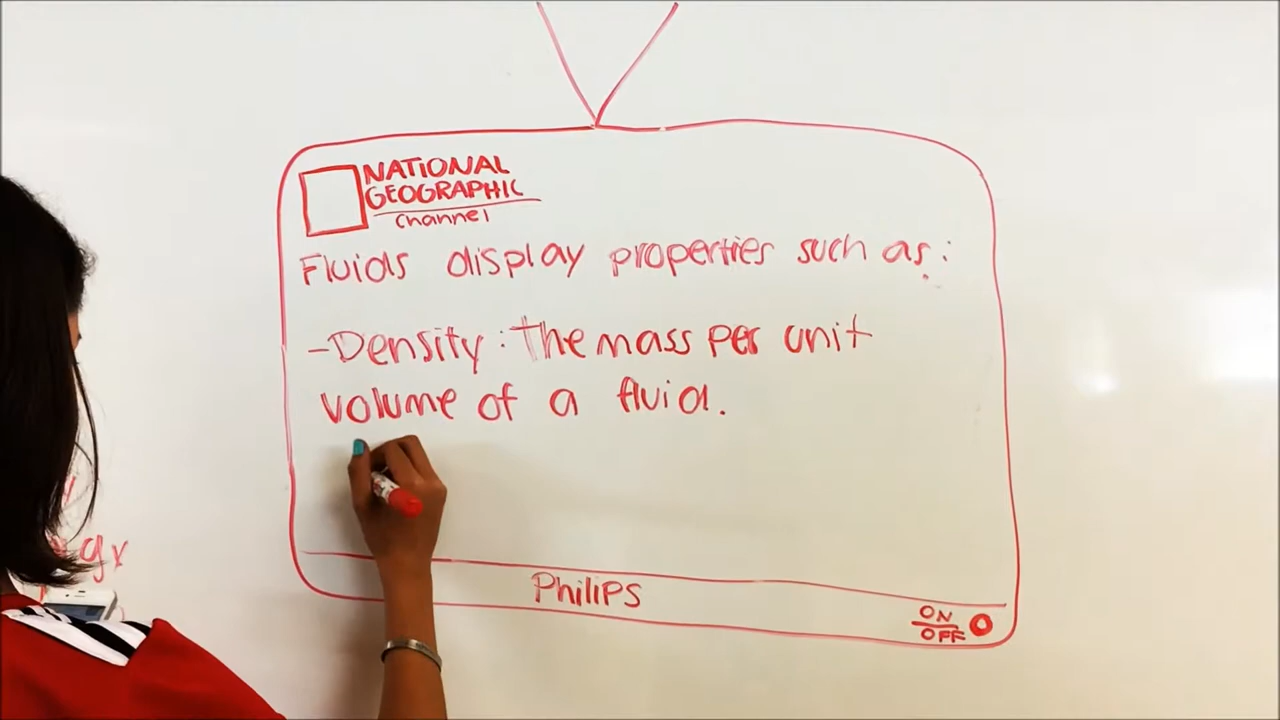 NATIONAL
GEOGRAPHIC
Channel
Fluids display properties such as:
-Density: The mass per unit
volume of a fluid.
Philips
ON
OFF